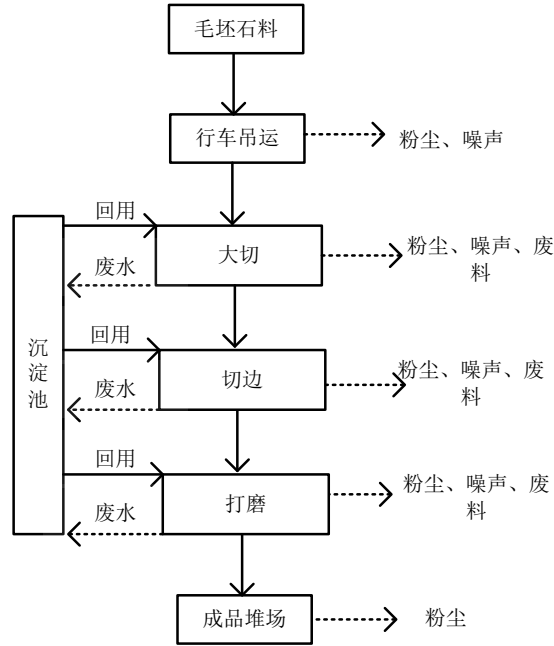 毛坯石料
行车吊运
粉尘、噪声
回用
大切
粉尘、噪声、废
料
废水
沉
淀
池
回用
切边
粉尘、噪声、废
料
废水
回用
打磨
粉尘、噪声、废
料
废水
成品堆场
粉尘